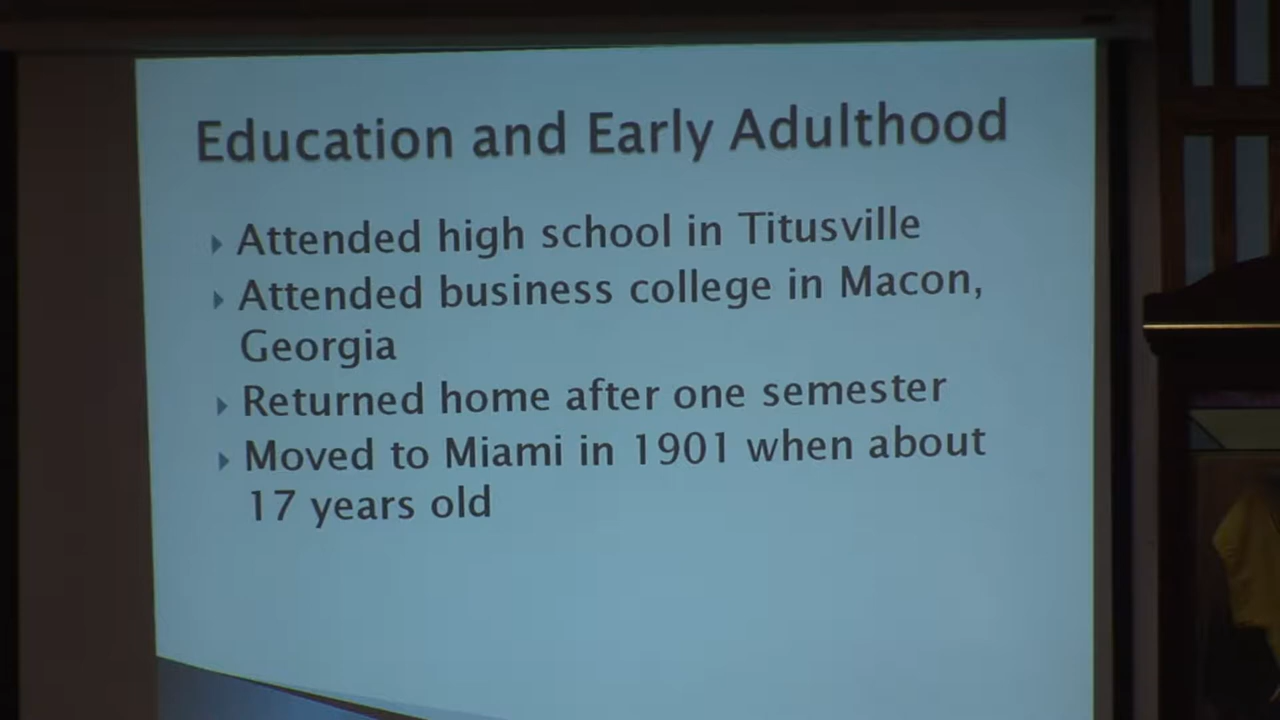 Education and Early Adulthood
Attended high school in Titusville
Attended business college in Macon,
Georgia
Returned home after one semester
Moved to Miami in 1901 when about
17 years old